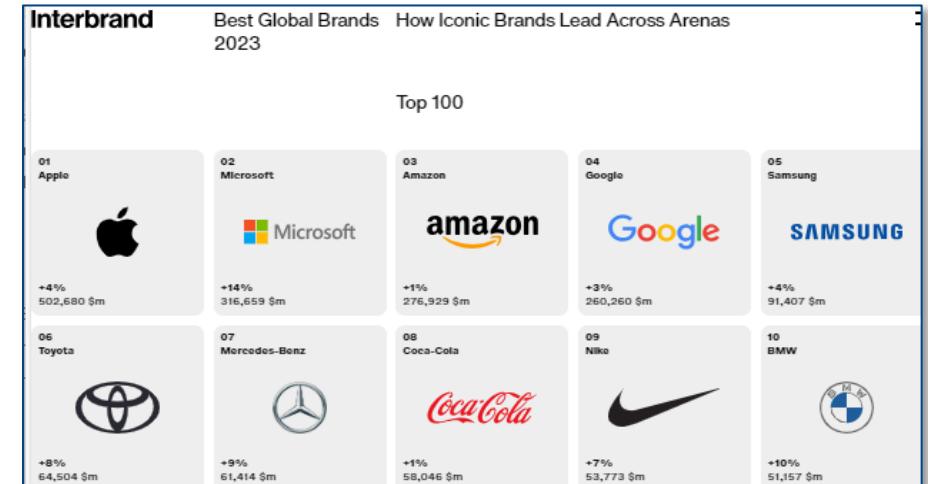 Interbrand
Best Global Brands
2023
How Iconic Brands Lead Across Arenas
Top 100
01
Apple
+4%
502,680 $m
02
Microsoft
Microsoft
+14%
316,659 $m
03
Amazon
amazon
+1%
276,929 $m
04
Google
Google
+3%
260,260 $m
05
Samsung
SAMSUNG
+4%
91,407 $m
06
Toyota
+8%
64,504 $m
07
Mercedes-Benz
+9%
61,414 $m
08
Coca-Cola
Coca-Cola
+1%
58,046 $m
09
Nike
+7%
53,773 $m
10
BMW
BMW
+10%
51,157 $m